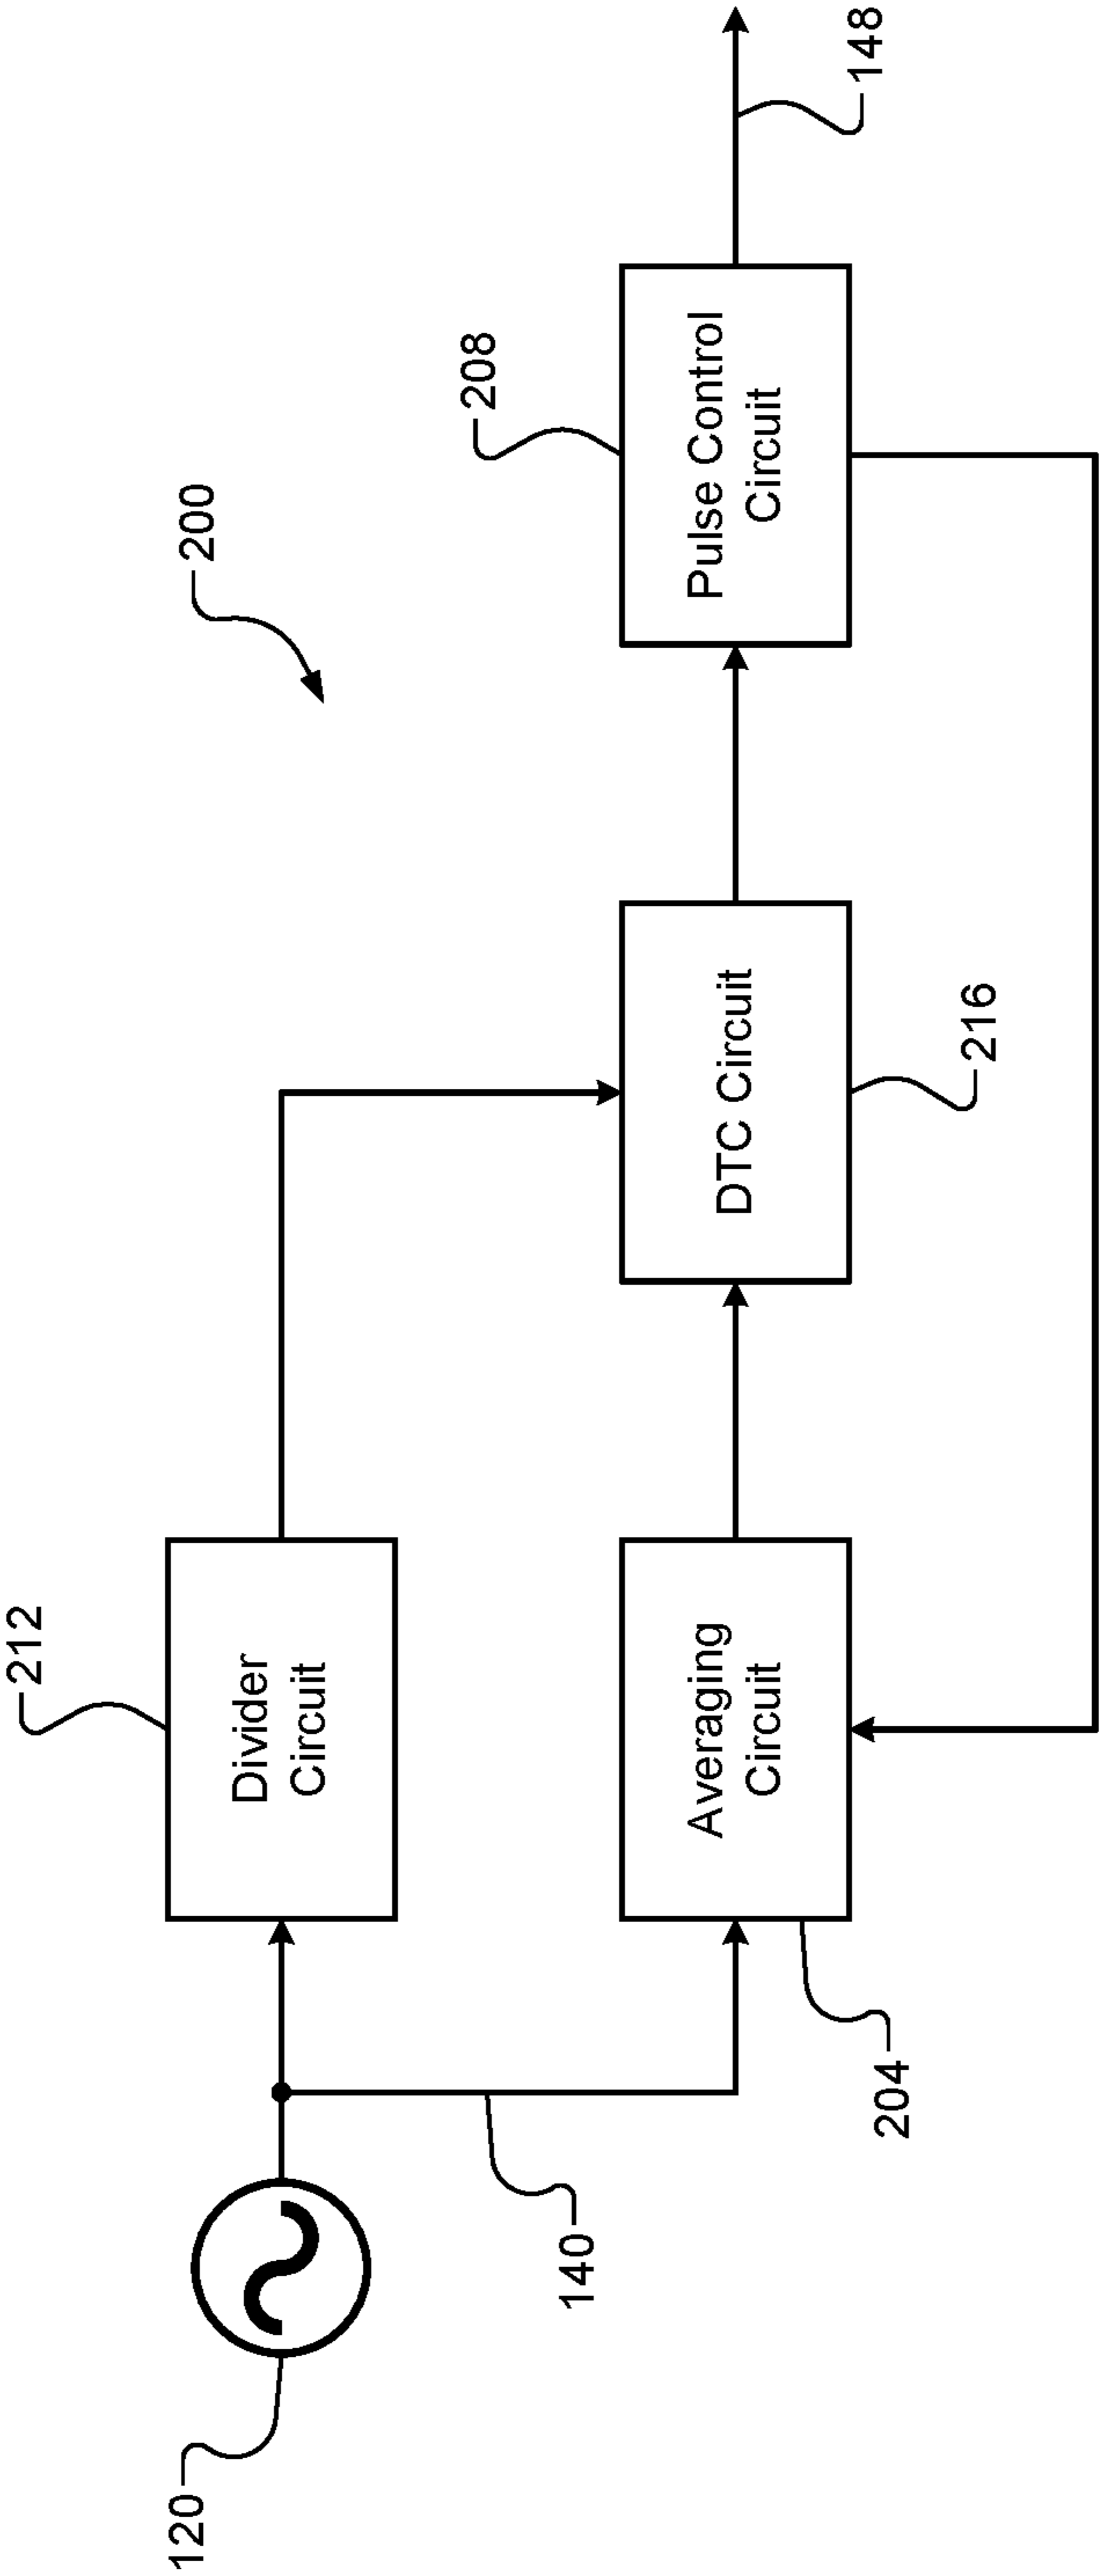 200
212
Divider
Circuit
208
120
140
Averaging
Circuit
DTC Circuit
Pulse Control
Circuit
148
204
216